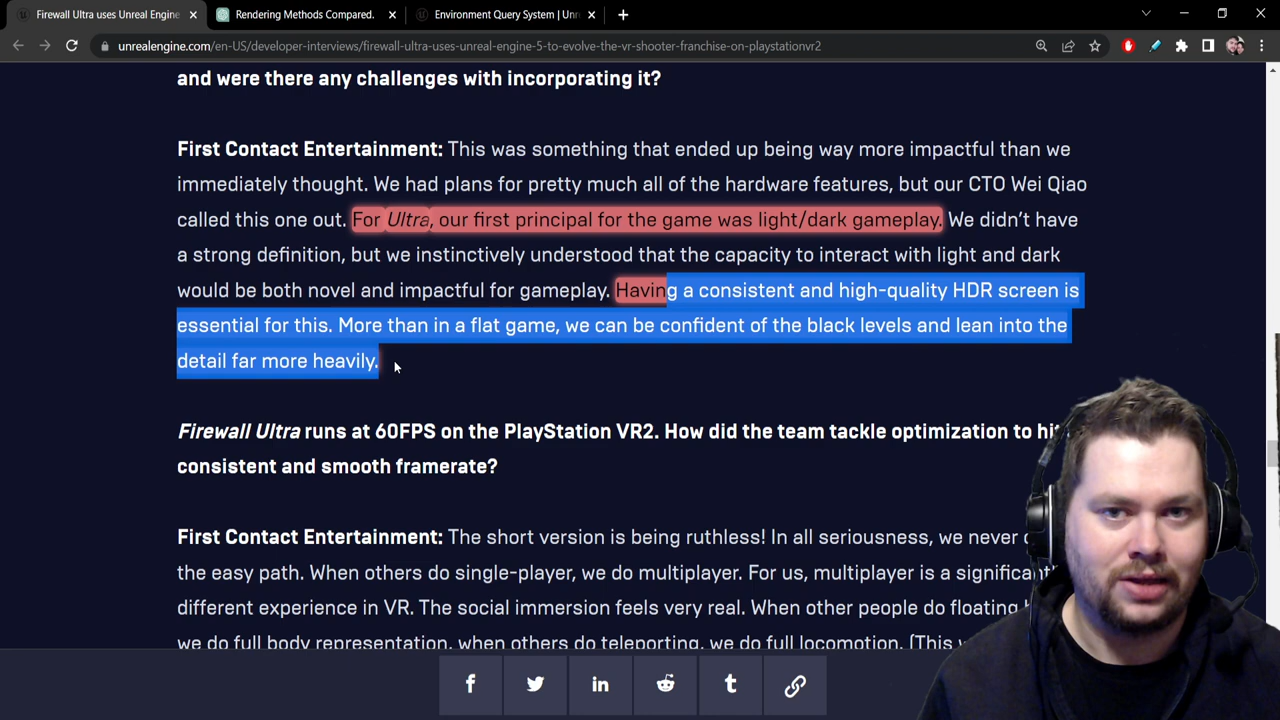 Firewall Ultra uses Unreal Engine
Rendering Methods Compared.
Environment Query System | Unr
unrealengine.com/en-US/developer-interviews/firewall-ultra-uses-unreal-engine-5-to-evolve-the-vr-shooter-franchise-on-playstationvr2
and were there any challenges with incorporating it?
First Contact Entertainment: This was something that ended up being way more impactful than we
immediately thought. We had plans for pretty much all of the hardware features, but our CTO Wei Qiao
called this one out. For Ultra, our first principal for the game was light/dark gameplay. We didn’t have
a strong definition, but we instinctively understood that the capacity to interact with light and dark
would be both novel and impactful for gameplay. Having a consistent and high-quality HDR screen is
essential for this. More than in a flat game, we can be confident of the black levels and lean into the
detail far more heavily.
Firewall Ultra runs at 60FPS on the PlayStation VR2. How did the team tackle optimization to hit
consistent and smooth framerate?
First Contact Entertainment: The short version is being ruthless! In all seriousness, we never
the easy path. When others do single-player, we do multiplayer. For us, multiplayer is a significant
different experience in VR. The social immersion feels very real. When other people do floating
we do full body representation, when others do teleporting, we do full locomotion. (This